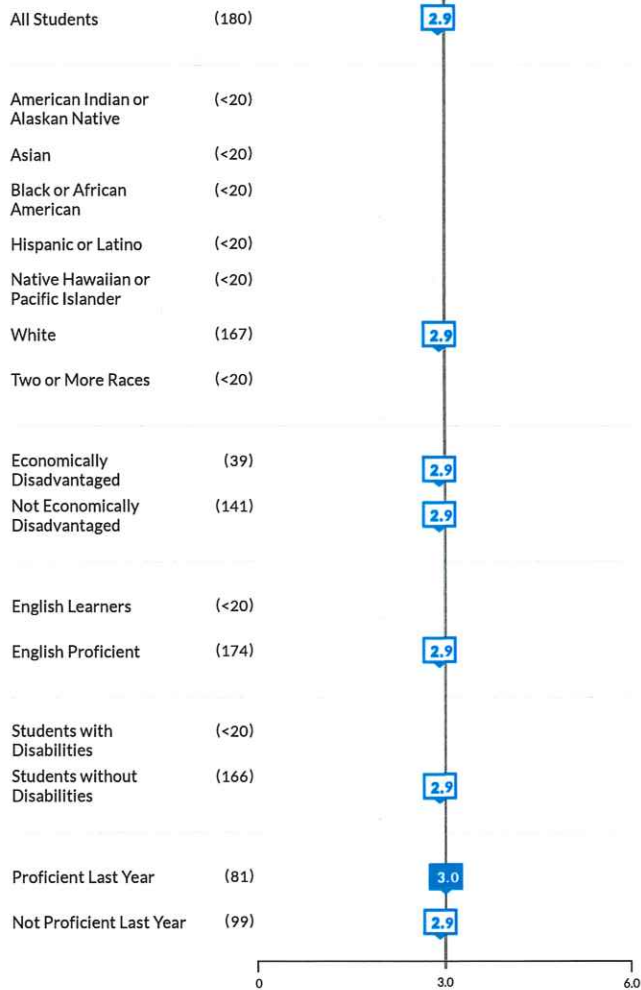 All Students (180) 2.9
American Indian or (<20)
Alaskan Native
Asian (<20)
Black or African (<20)
American
Hispanic or Latino (<20)
Native Hawaiian or (<20)
Pacific Islander
White (167) 2.9
Two or More Races (<20)
Economically (39)
Disadvantaged 2.9
Not Economically (141)
Disadvantaged 2.9
English Learners (<20)
English Proficient (174) 2.9
Students with (<20)
Disabilities
Students without (166)
Disabilities 2.9
Proficient Last Year (81) 3.0
Not Proficient Last Year (99) 2.9
0 3.0 6.0